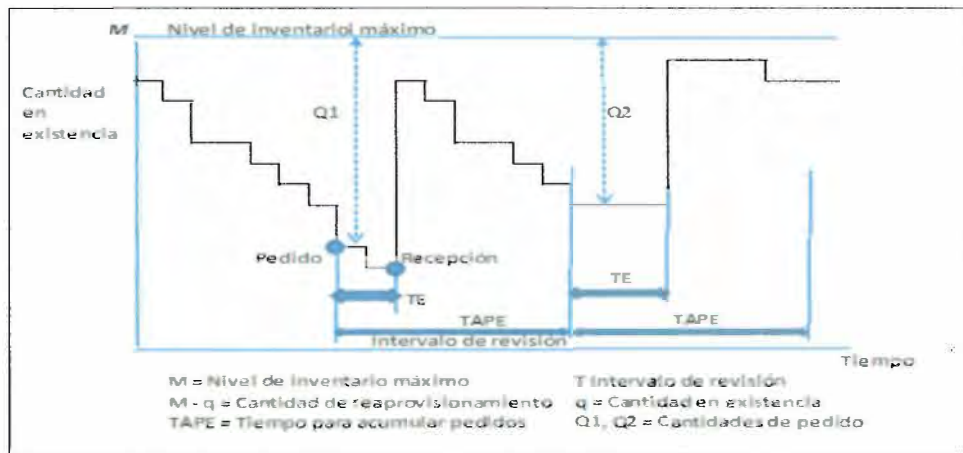 M Nivel de inventarioi máximo
Cantidad
en
existencia
Q1
Q2
Pedido
Recepción
TE
TE
TAPE
TAPE
Intervalo de revisión
Tiempo
M = Nivel de inventario máximo
T Intervalo de revisión
M - q = Cantidad de reaprovisionamiento
q = Cantidad en existencia
TAPE = Tiempo para acumular pedidos
Q1, Q2 = Cantidades de pedido